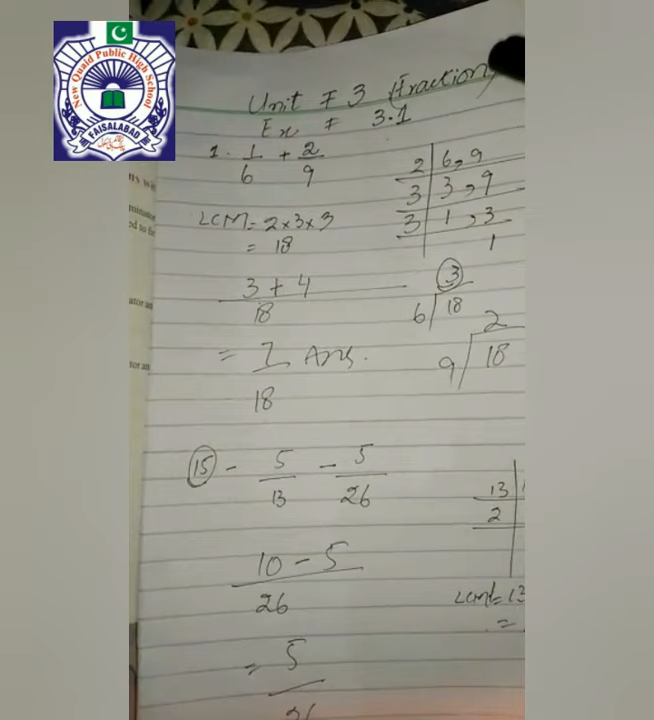 New Quaid Public High School
FAISALABAD
Unit # 3 (Fraction)
Ex # 3.1
1. 1/6 + 2/9
2 | 6, 9
3 | 3, 9
3 | 1, 3
1
LCM = 2×3×3
= 18
3 + 4 / 18
6 | 18
3
9 | 18
2
= 7/18 Ans.
15 - 5/13 - 5/26
13
2
10 - 5 / 26
LCM = 13
=
= 5/26